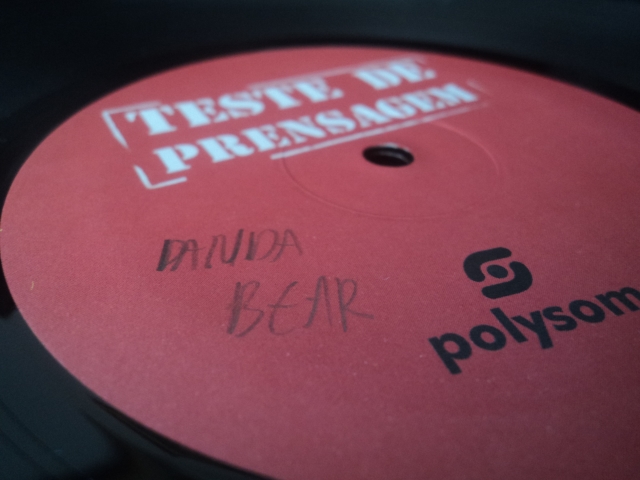 TESTE DE
PRENSAGEM
PANDA
BEAR
polysom